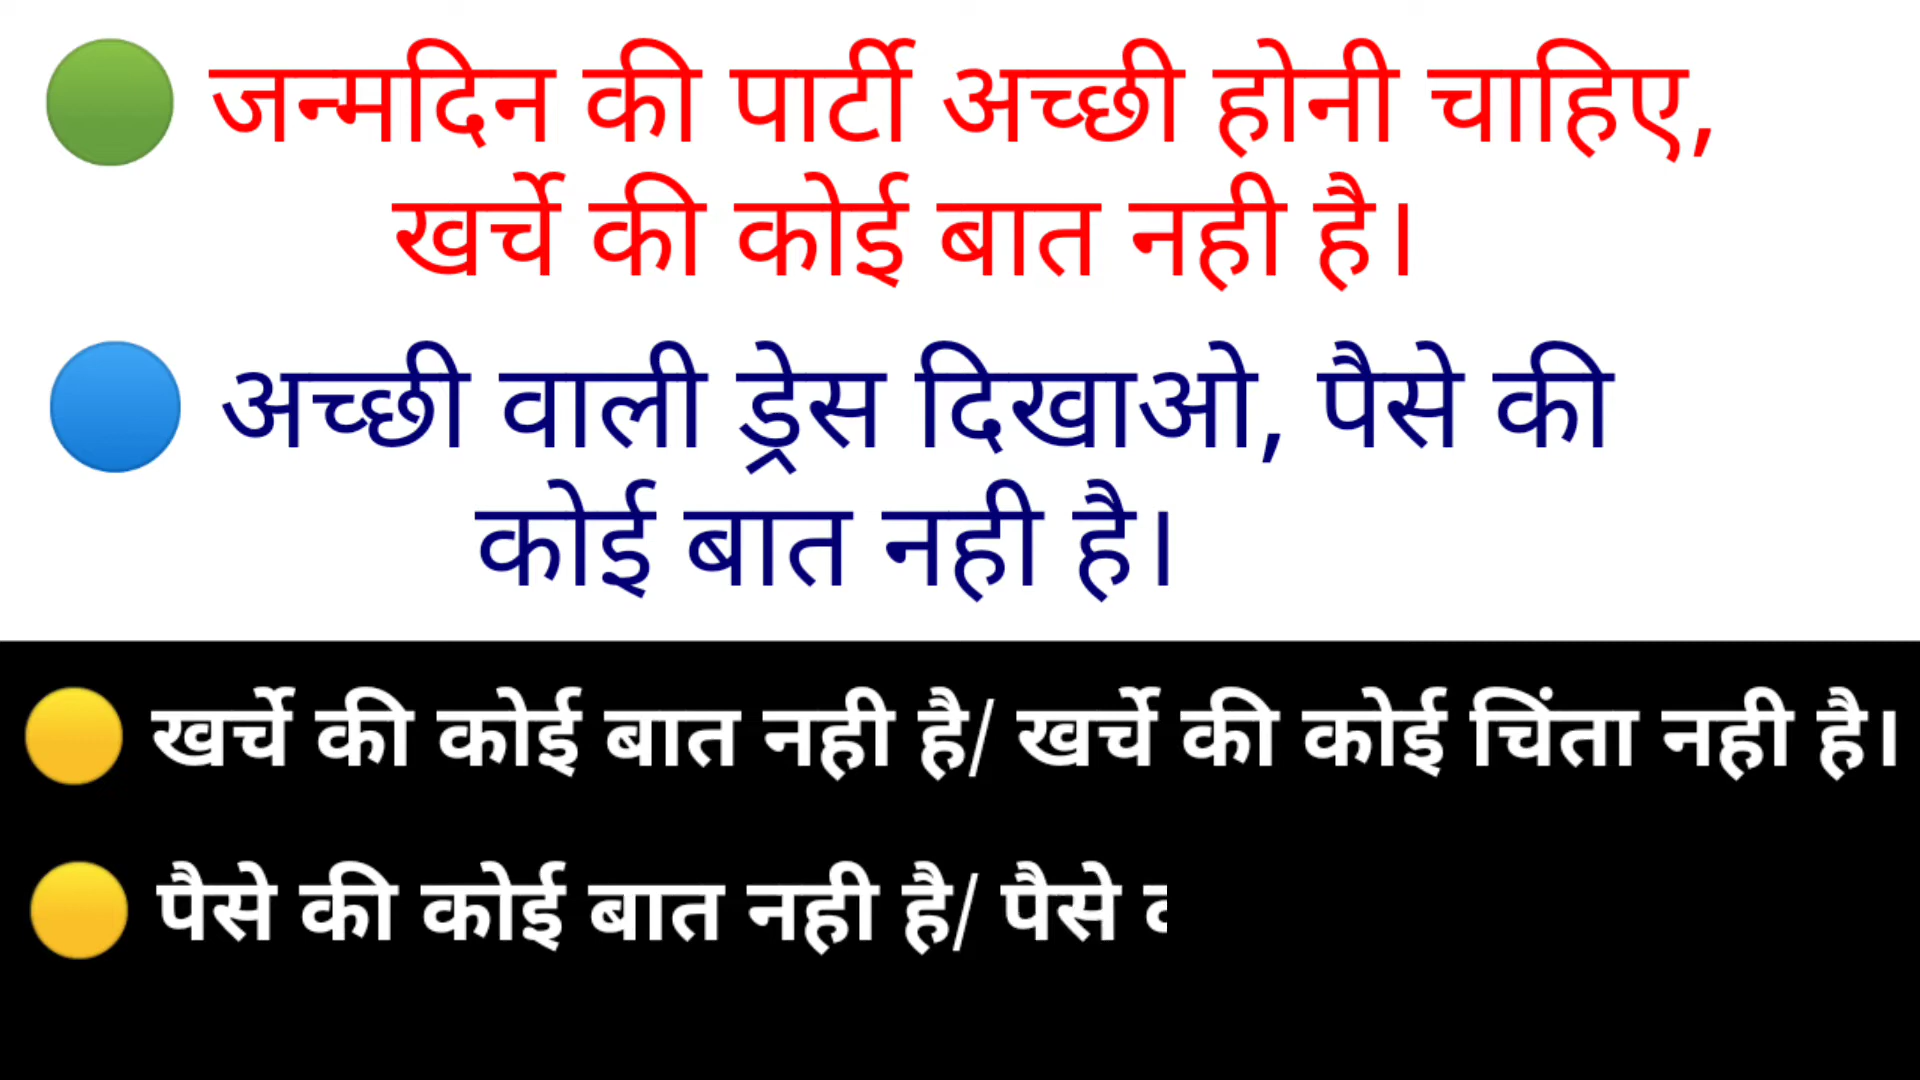 जन्मदिन की पार्टी अच्छी होनी चाहिए,
खर्चे की कोई बात नही है।
अच्छी वाली ड्रेस दिखाओ, पैसे की
कोई बात नही है।
खर्चे की कोई बात नही है/ खर्चे की कोई चिंता नही है।
पैसे की कोई बात नही है/ पैसे